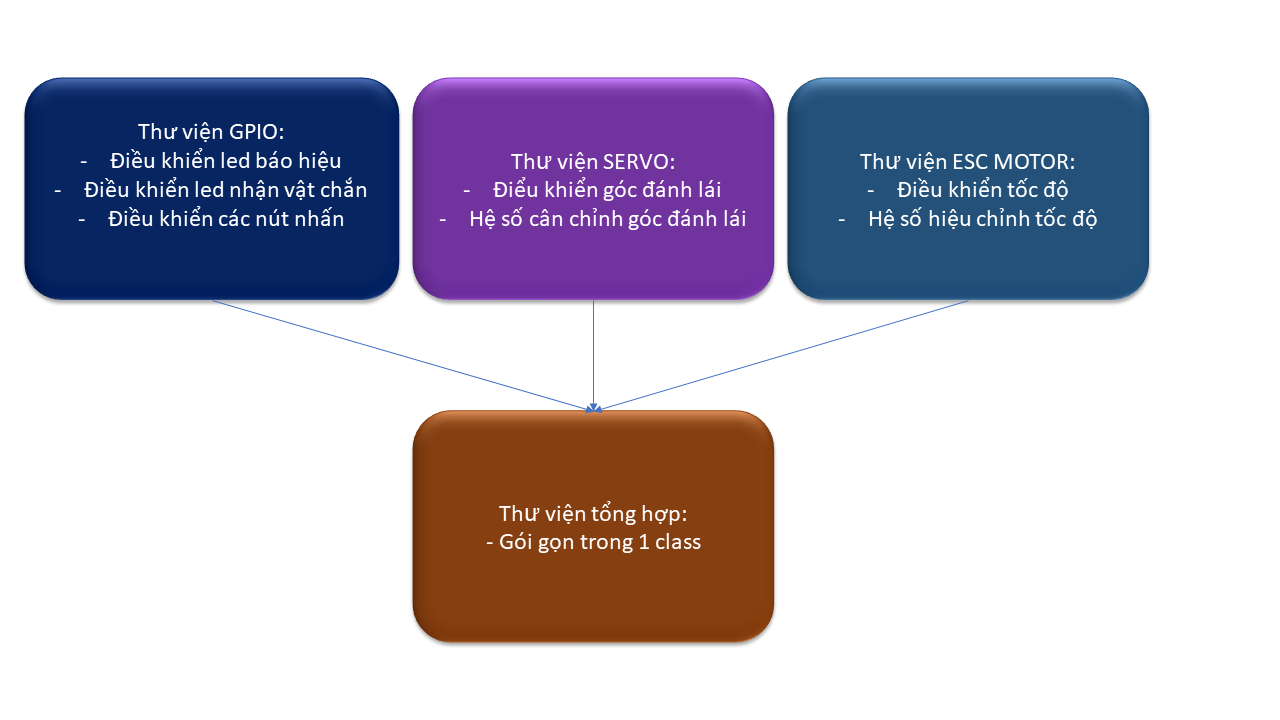 Thư viện GPIO:
- Điều khiển led báo hiệu
- Điều khiển led nhận vật chắn
- Điều khiển các nút nhấn
Thư viện SERVO:
- Điểu khiển góc đánh lái
- Hệ số cân chỉnh góc đánh lái
Thư viện ESC MOTOR:
- Điều khiển tốc độ
- Hệ số hiệu chỉnh tốc độ
Thư viện tổng hợp:
- Gói gọn trong 1 class